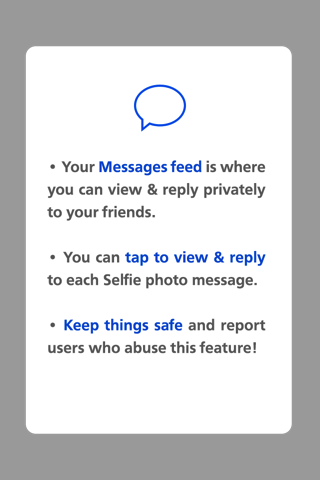 • Your Messages feed is where
you can view & reply privately
to your friends.
• You can tap to view & reply
to each Selfie photo message.
• Keep things safe and report
users who abuse this feature!